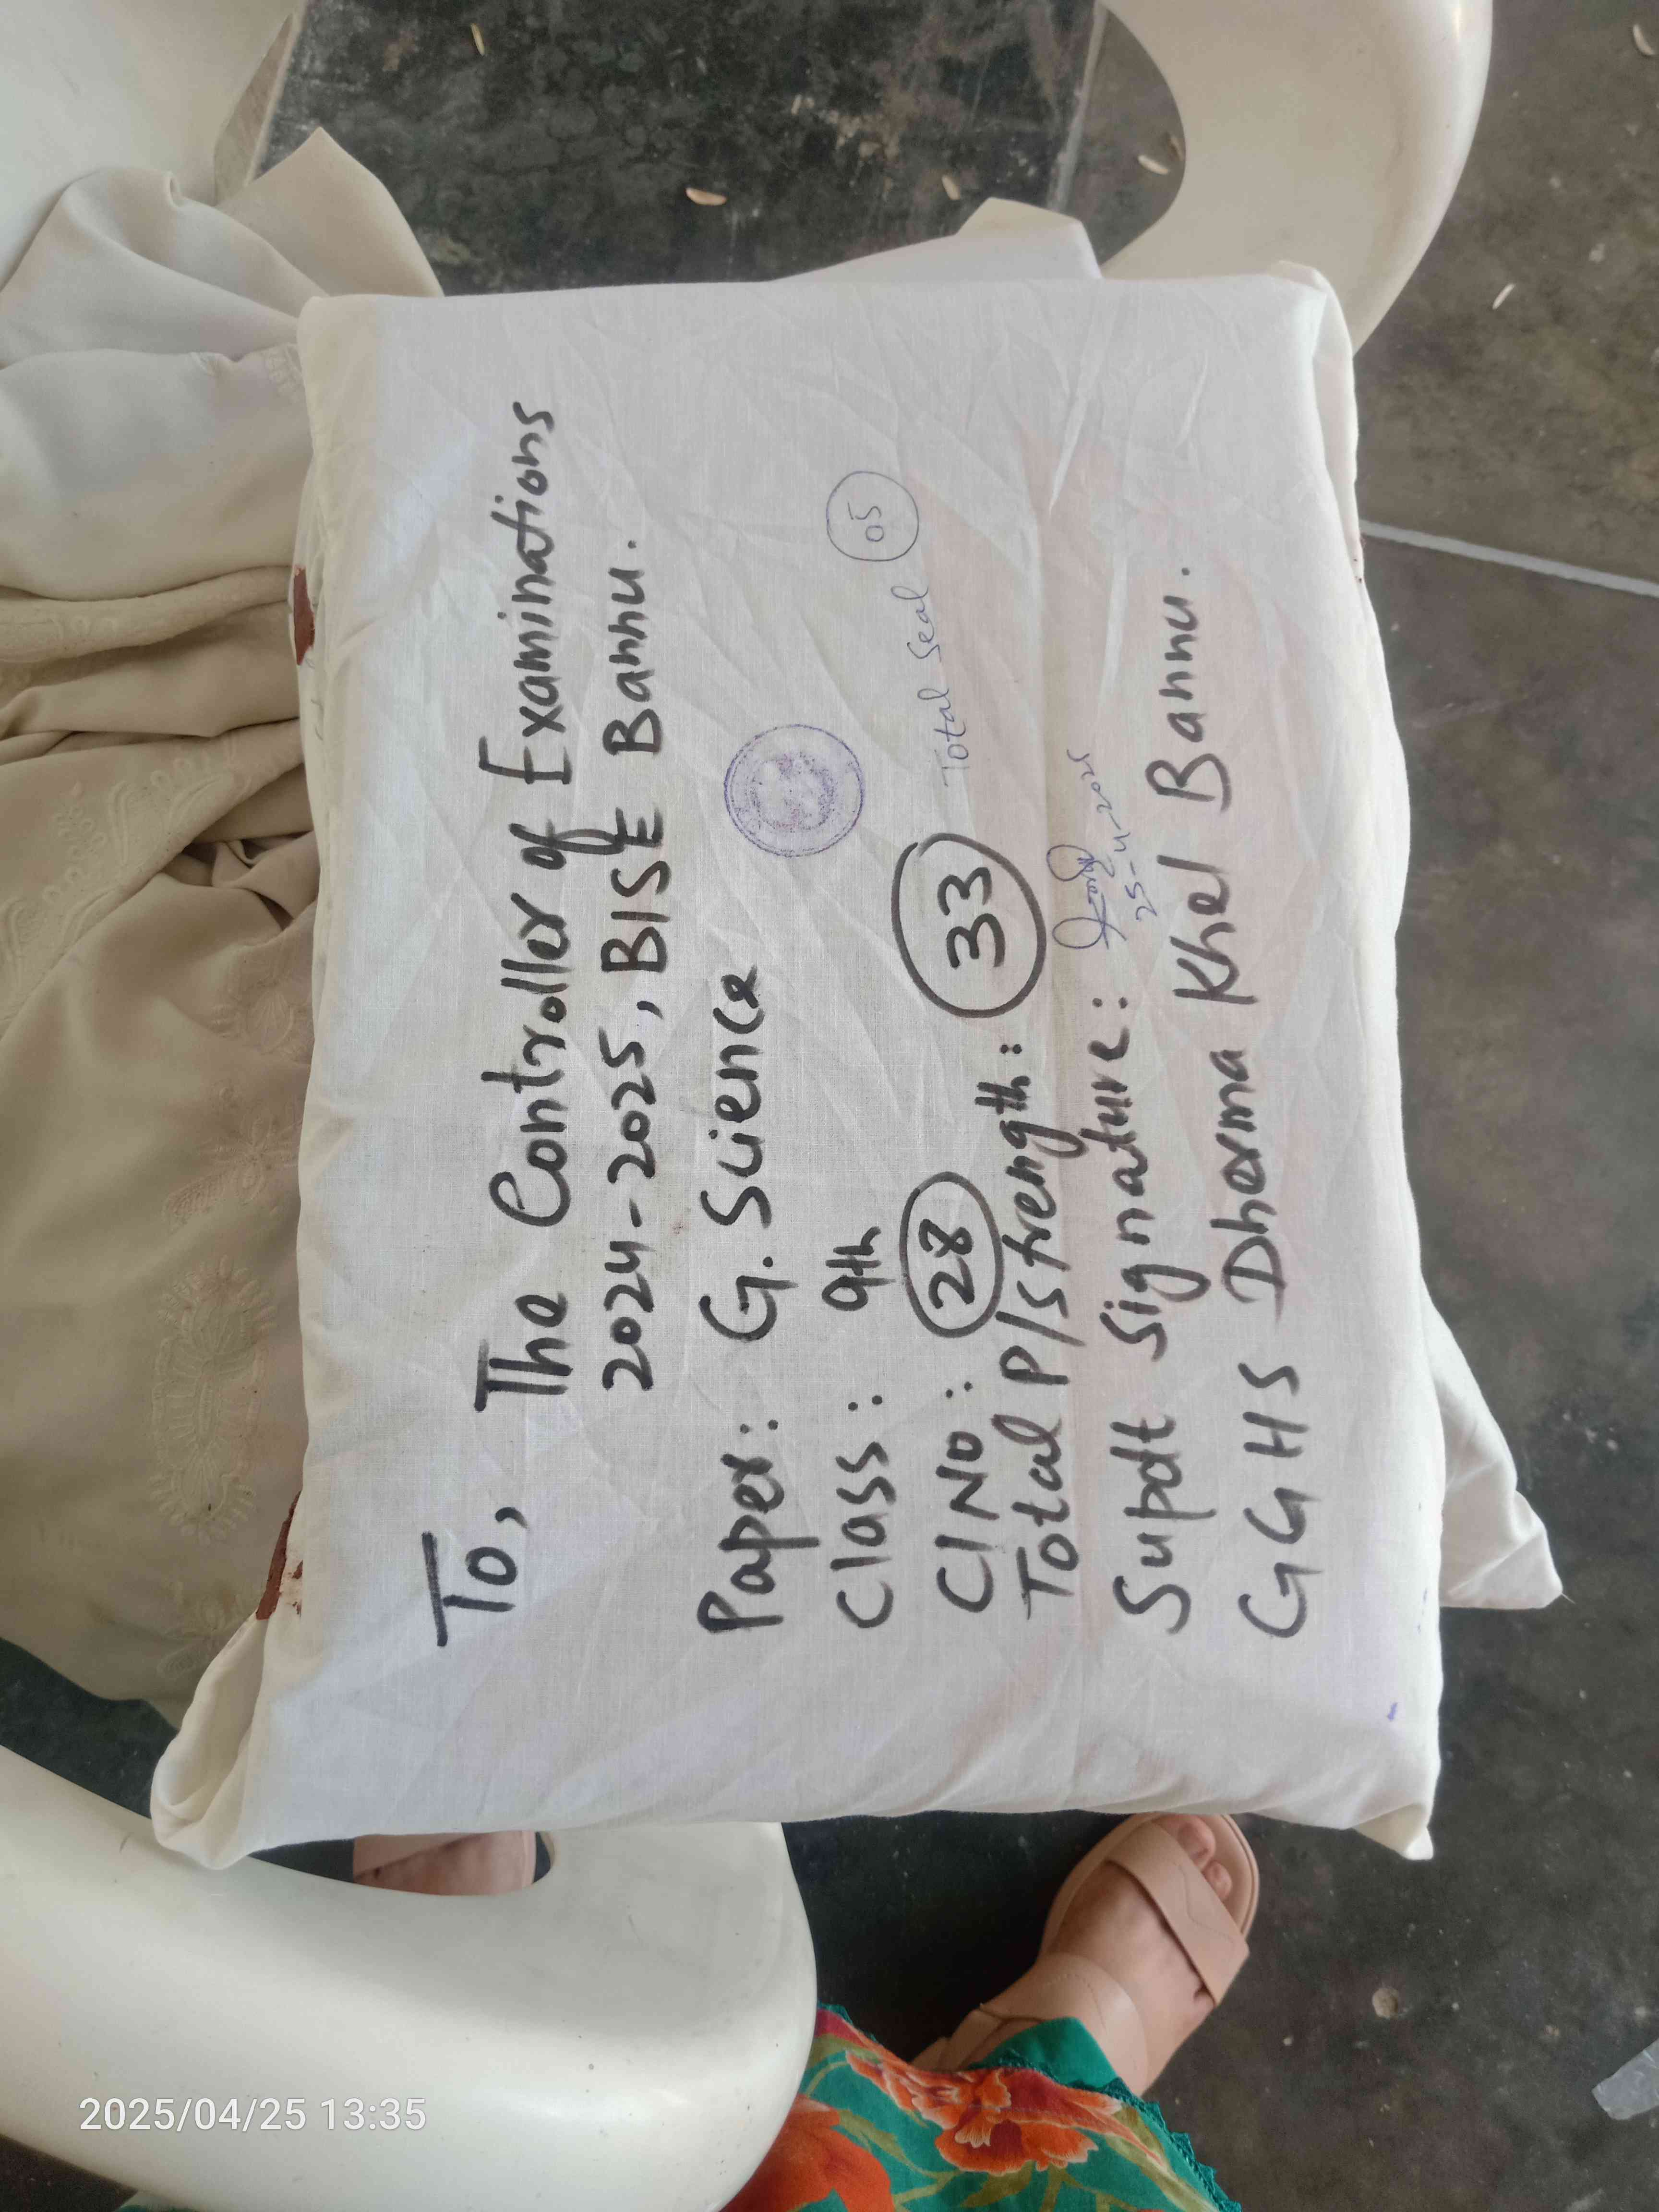 To, The Controller of Examinations
2024-2025, BISE Bannu.
Paper: G. Science
Class: 9th
C/No: 28
Total Seal 05
Total P/Strength: 33
Supdt Signature:
25-4-2025
GGHS Dherma Khel Bannu.
2025/04/25 13:35